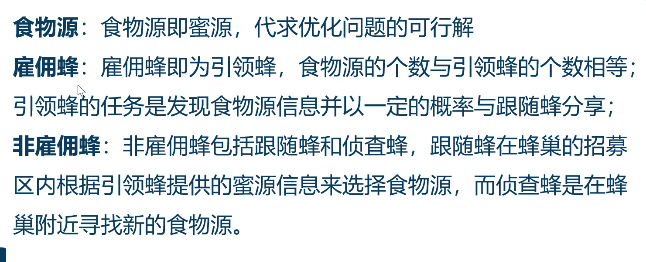 食物源：食物源即蜜源，代求优化问题的可行解
雇佣蜂：雇佣蜂即为引领蜂，食物源的个数与引领蜂的个数相等；
引领蜂的任务是发现食物源信息并以一定的概率与跟随蜂分享；
非雇佣蜂：非雇佣蜂包括跟随蜂和侦查蜂，跟随蜂在蜂巢的招募
区内根据引领蜂提供的蜜源信息来选择食物源，而侦查蜂是在蜂
巢附近寻找新的食物源。